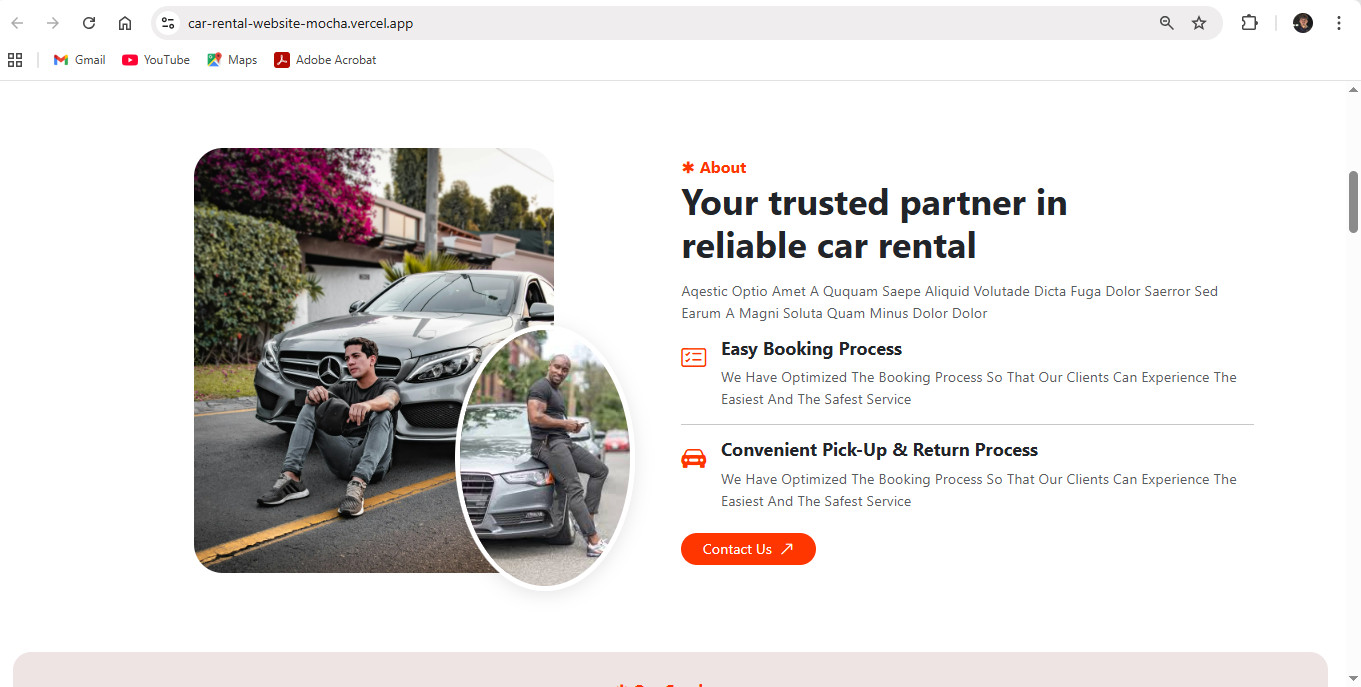 car-rental-website-mocha.vercel.app
Gmail
YouTube
Maps
Adobe Acrobat
About
Your trusted partner in
reliable car rental
Aqestic Optio Amet A Ququam Saepe Aliquid Volutade Dicta Fuga Dolor Saerror Sed
Earum A Magni Soluta Quam Minus Dolor Dolor
Easy Booking Process
We Have Optimized The Booking Process So That Our Clients Can Experience The
Easiest And The Safest Service
Convenient Pick-Up & Return Process
We Have Optimized The Booking Process So That Our Clients Can Experience The
Easiest And The Safest Service
Contact Us